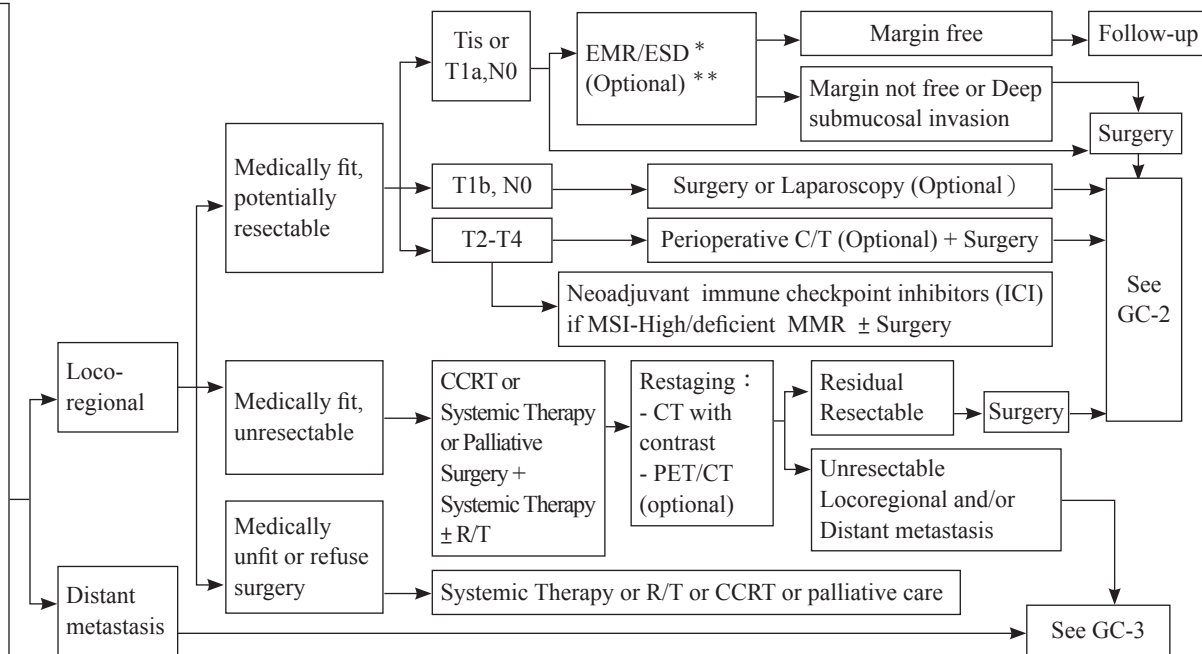 Tis or
T1a,N0
EMR/ESD *
(Optional) **
Margin free
Follow-up
Margin not free or Deep
submucosal invasion
Surgery
Medically fit,
potentially
resectable
T1b, N0
Surgery or Laparoscopy (Optional）
T2-T4
Perioperative C/T (Optional) + Surgery
Neoadjuvant immune checkpoint inhibitors (ICI)
if MSI-High/deficient MMR ± Surgery
See
GC-2
Loco-
regional
Medically fit,
unresectable
CCRT or
Systemic Therapy
or Palliative
Surgery +
Systemic Therapy
± R/T
Restaging：
- CT with
contrast
- PET/CT
(optional)
Residual
Resectable
Surgery
Unresectable
Locoregional and/or
Distant metastasis
Medically
unfit or refuse
surgery
Systemic Therapy or R/T or CCRT or palliative care
Distant
metastasis
See GC-3